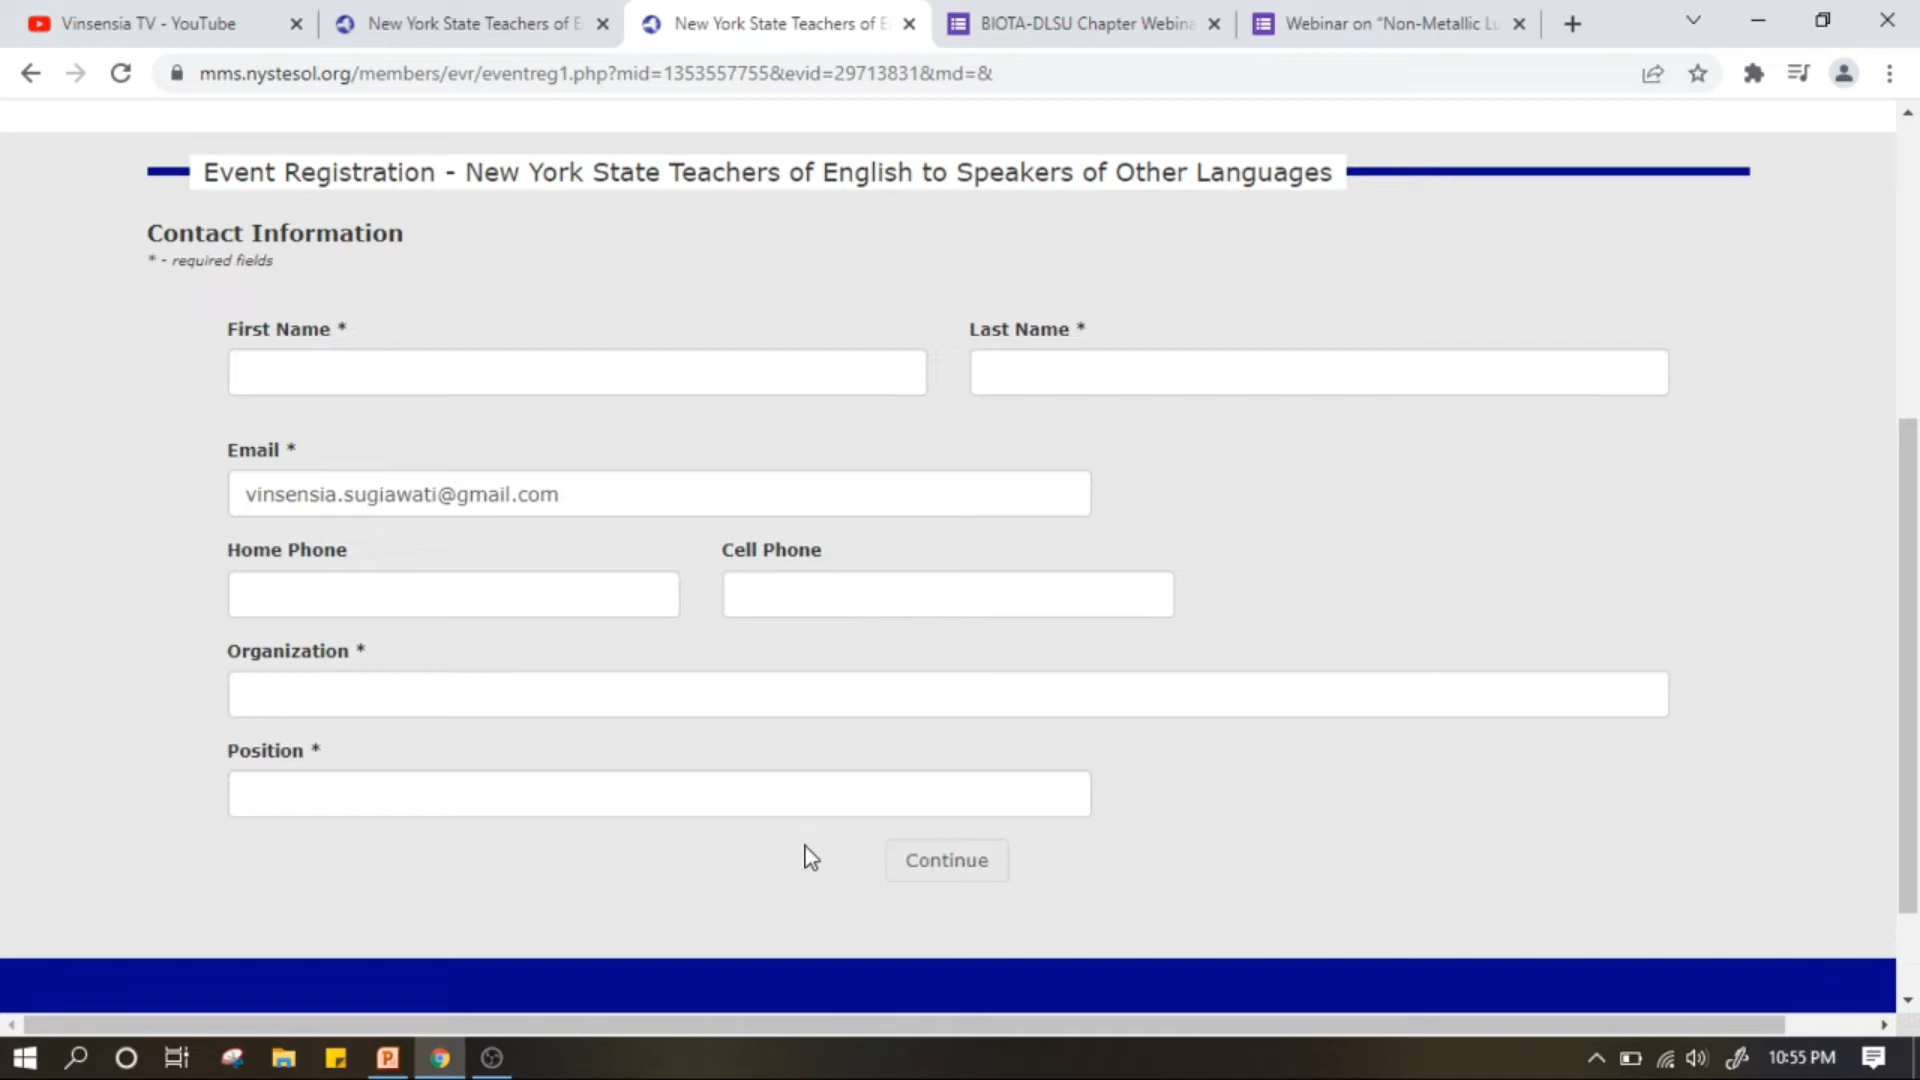 Vinsensia TV - YouTube
New York State Teachers of E
New York State Teachers of E
BIOTA-DLSU Chapter Webina
Webinar on “Non-Metallic Lu
mms.nystesol.org/members/evr/eventreg1.php?mid=1353557755&evid=29713831&md=&
Event Registration - New York State Teachers of English to Speakers of Other Languages
Contact Information
* - required fields
First Name *
Last Name *
Email *
vinsensia.sugiawati@gmail.com
Home Phone
Cell Phone
Organization *
Position *
Continue
10:55 PM